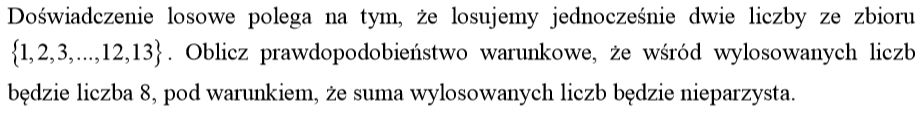 Doświadczenie losowe polega na tym, że losujemy jednocześnie dwie liczby ze zbioru
{1,2,3,...,12,13}. Oblicz prawdopodobieństwo warunkowe, że wśród wylosowanych liczb
będzie liczba 8, pod warunkiem, że suma wylosowanych liczb będzie nieparzysta.